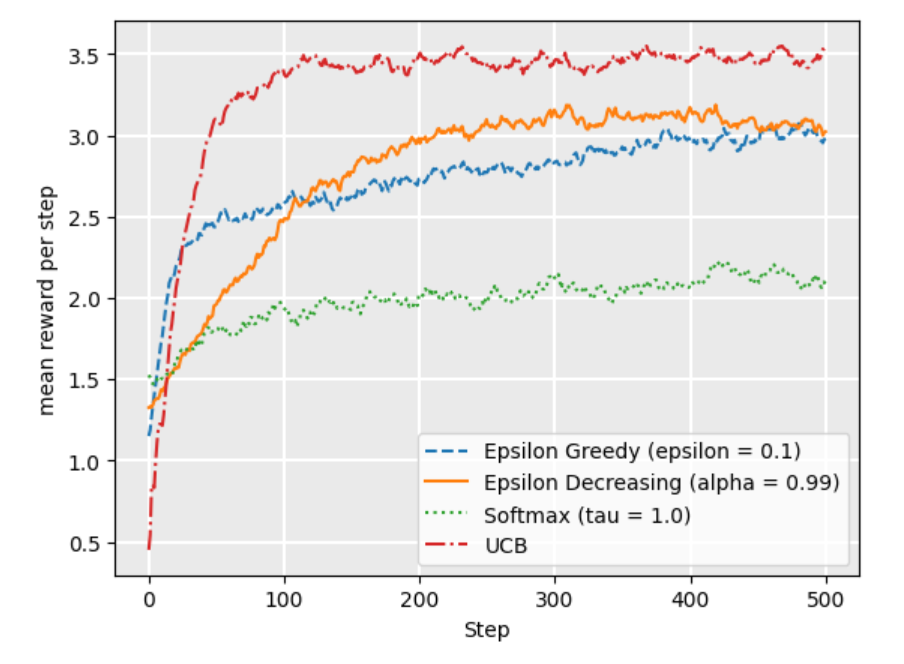 mean reward per step
3.5
3.0
2.5
2.0
1.5
1.0
0.5
Epsilon Greedy (epsilon = 0.1)
Epsilon Decreasing (alpha = 0.99)
Softmax (tau = 1.0)
UCB
0 100 200 300 400 500
Step